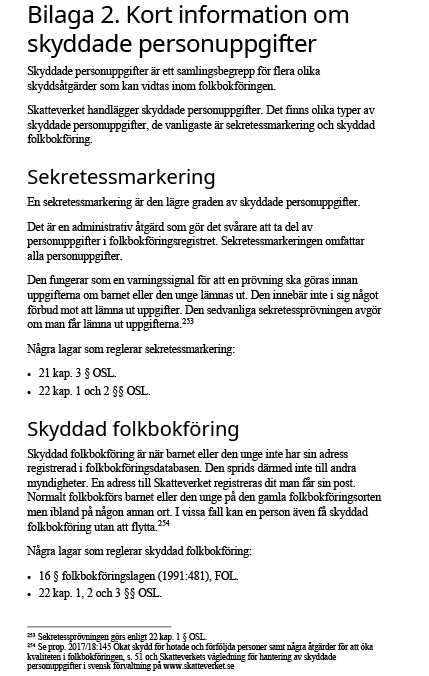 Bilaga 2. Kort information om
skyddade personuppgifter
Skyddade personuppgifter är ett samlingsbegrepp för flera olika
skyddsåtgärder som kan vidtas inom folkbokföringen.
Skatteverket handlägger skyddade personuppgifter. Det finns olika typer av
skyddade personuppgifter, de vanligaste är sekretessmarkering och skyddad
folkbokföring.
Sekretessmarkering
En sekretessmarkering är den lägre graden av skyddade personuppgifter.
Det är en administrativ åtgärd som gör det svårare att ta del av
personuppgifter i folkbokföringsregistret. Sekretessmarkeringen omfattar
alla personuppgifter.
Den fungerar som en varningssignal för att en prövning ska göras innan
uppgifterna om barnet eller den unge lämnas ut. Den innebär inte i sig något
förbud mot att lämna ut uppgifter. Den sedvanliga sekretessprövningen avgör
om man får lämna ut uppgifterna.253
Några lagar som reglerar sekretessmarkering:
• 21 kap. 3 § OSL.
• 22 kap. 1 och 2 §§ OSL.
Skyddad folkbokföring
Skyddad folkbokföring är när barnet eller den unge inte har sin adress
registrerad i folkbokföringsdatabasen. Den sprids därmed inte till andra
myndigheter. En adress till Skatteverket registreras dit man får sin post.
Normalt folkbokförs barnet eller den unge på den gamla folkbokföringsorten
men ibland på någon annan ort. I vissa fall kan en person även få skyddad
folkbokföring utan att flytta.254
Några lagar som reglerar skyddad folkbokföring:
• 16 § folkbokföringslagen (1991:481), FOL.
• 22 kap. 1, 2 och 3 §§ OSL.
253 Sekretessprövningen görs enligt 22 kap. 1 § OSL.
254 Se prop. 2017/18:145 Ökat skydd för hotade och förföljda personer samt några åtgärder för att öka
kvaliteten i folkbokföringen, s. 51 och Skatteverkets vägledning för hantering av skyddade
personuppgifter i svensk förvaltning på www.skatteverket.se